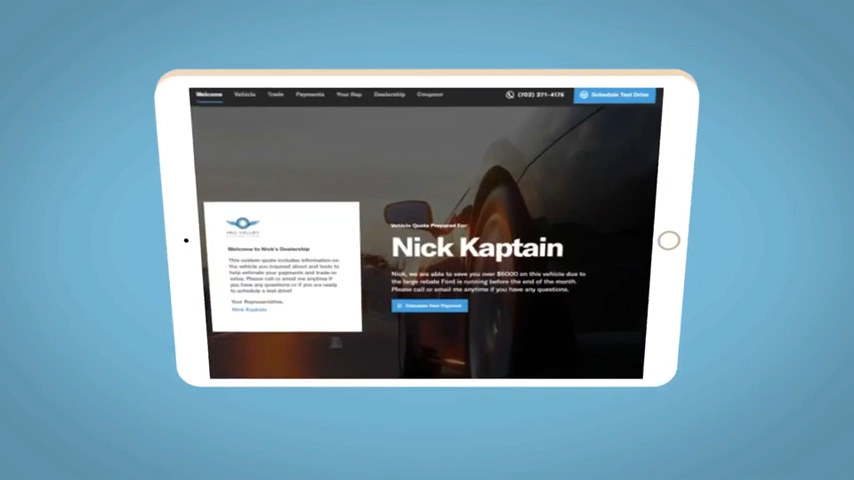 Welcome Vehicle Trade Payments Your Rep Dealership Coupons
(702) 371-4176 Schedule Test Drive
Welcome to Nick's Dealership
This custom quote includes information on
the vehicle you inquired about and tools to
help estimate your payments and trade-in
value. Please call or email me anytime if
you have any questions or if you are ready
to schedule a test drive!
Your Representative,
Nick Kaptain
Vehicle Quote Prepared For:
Nick Kaptain
Nick, we are able to save you over $6000 on this vehicle due to
the large rebate Ford is running before the end of the month.
Please call or email me anytime if you have any questions.
Calculate Your Payment